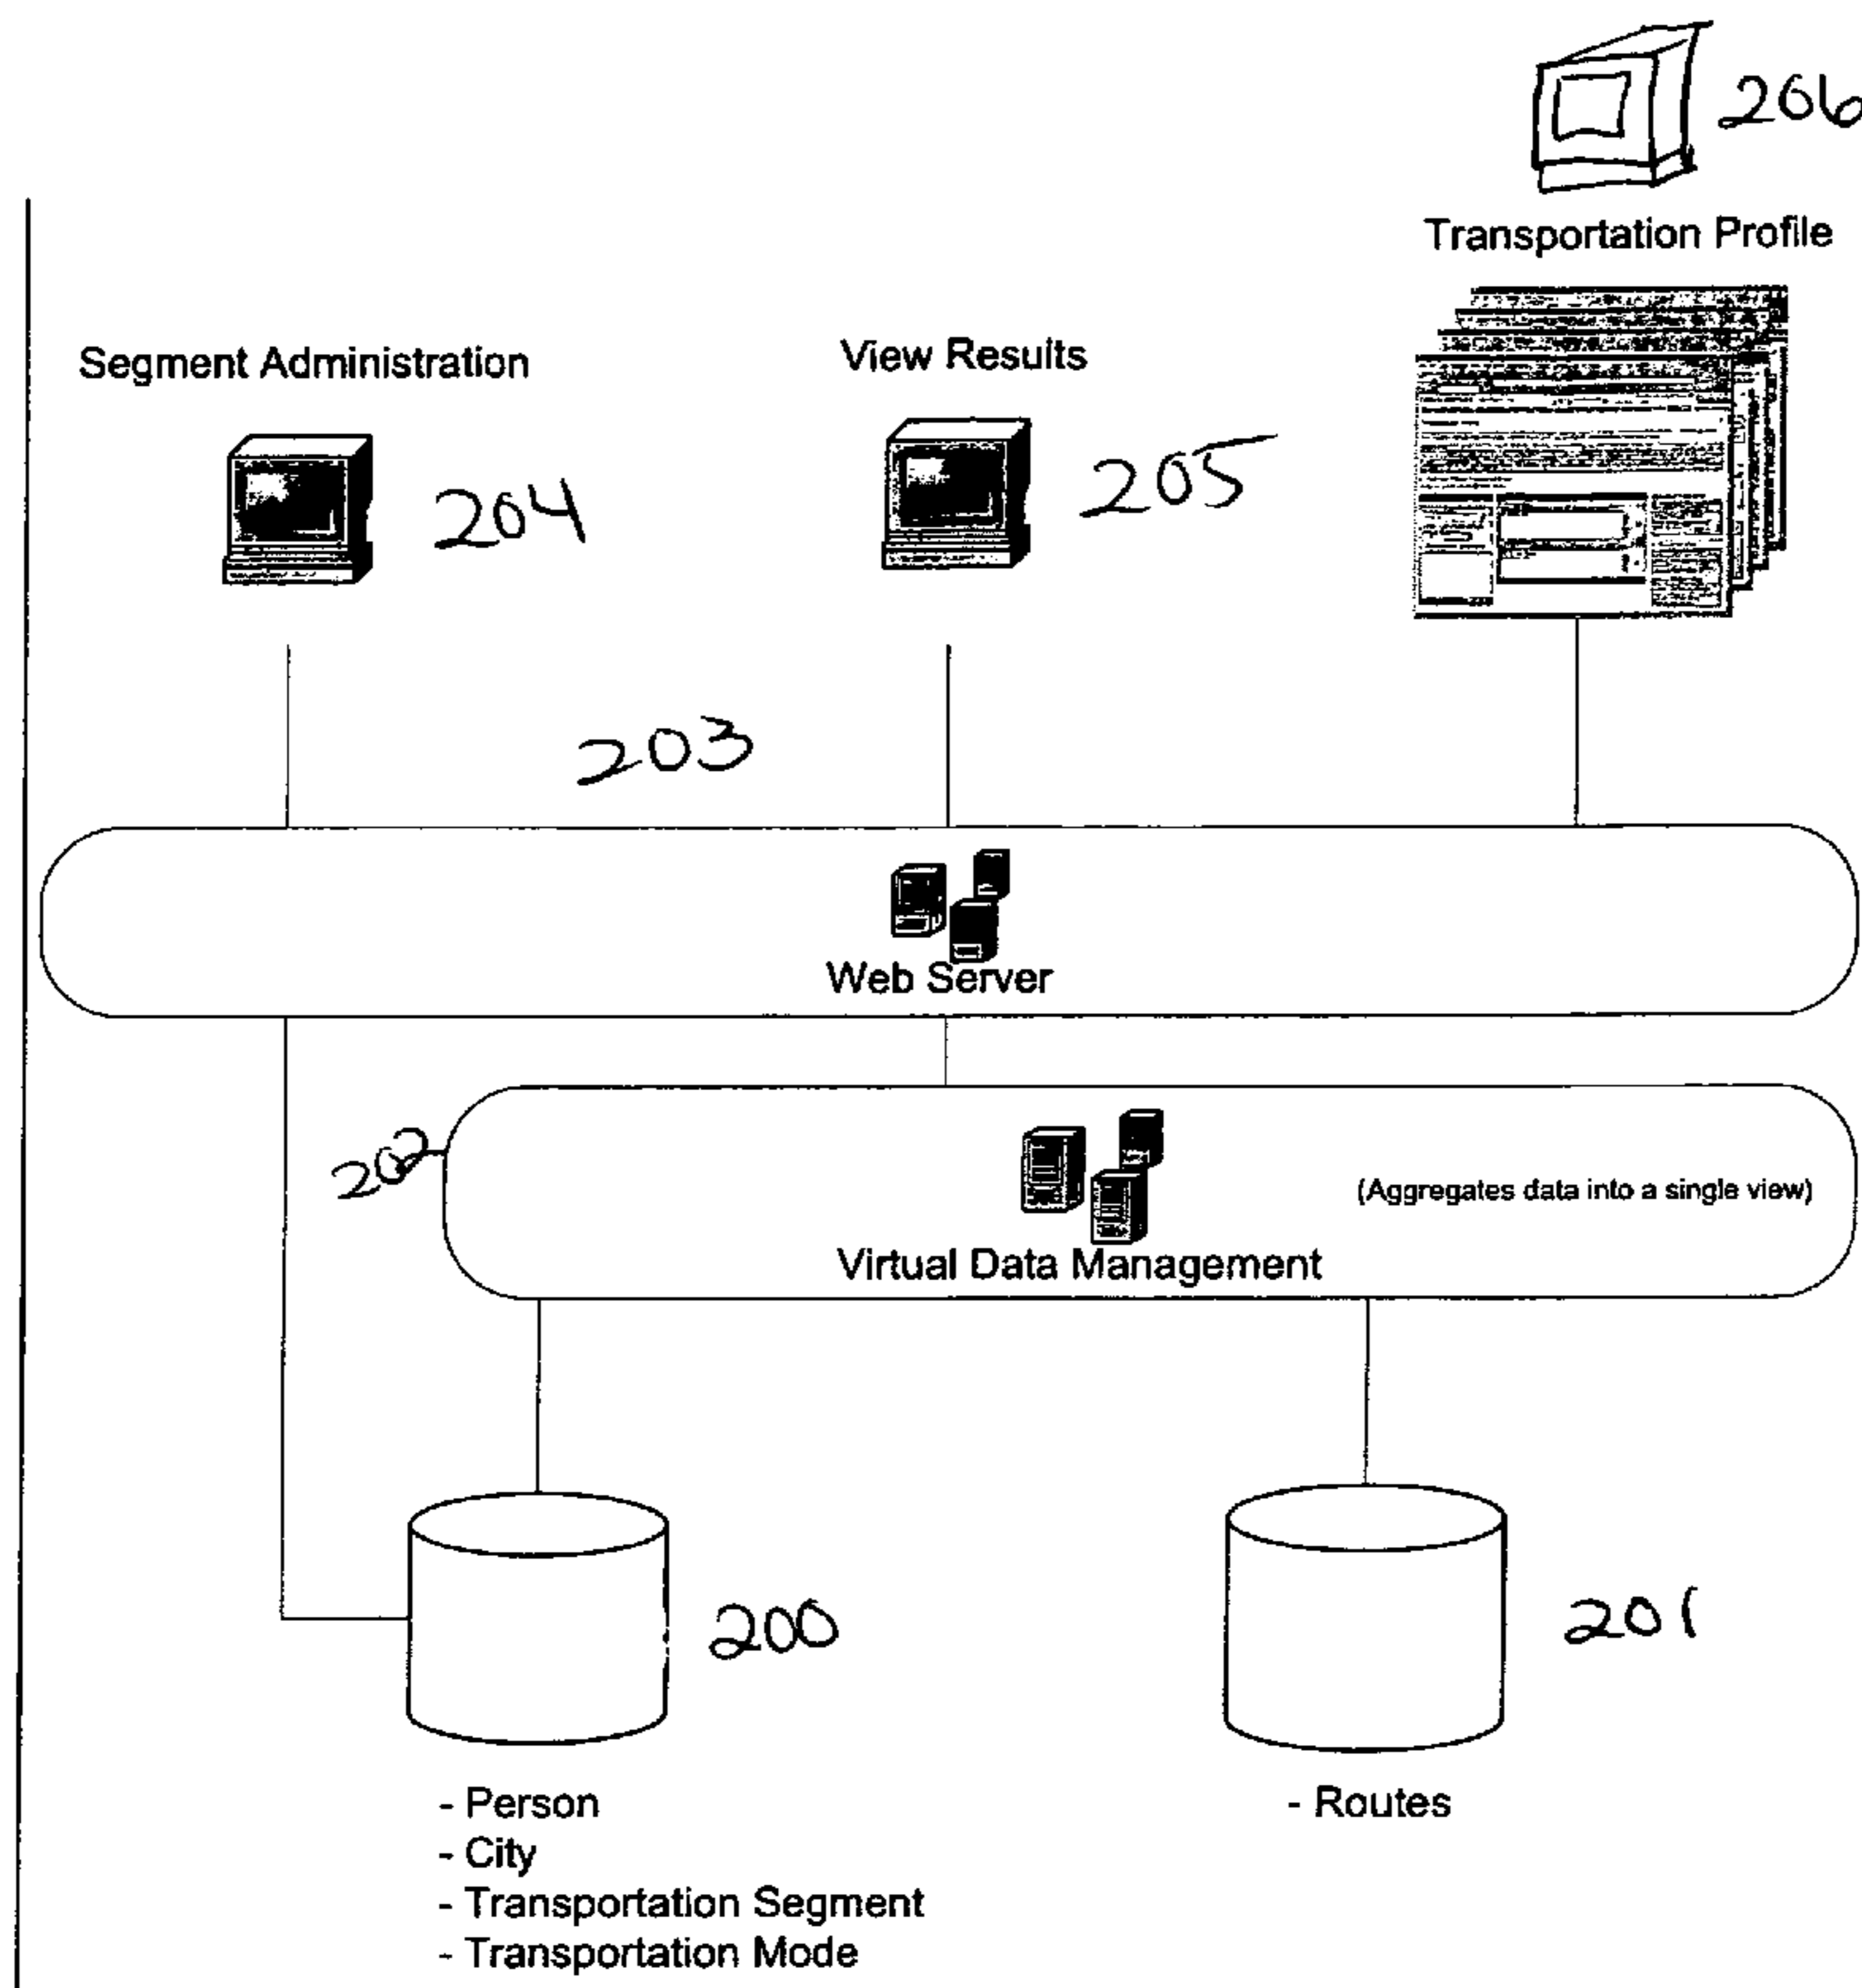 206
Transportation Profile
Segment Administration
View Results
204
205
203
Web Server
202
(Aggregates data into a single view)
Virtual Data Management
200
201
- Person
- City
- Transportation Segment
- Transportation Mode
- Routes